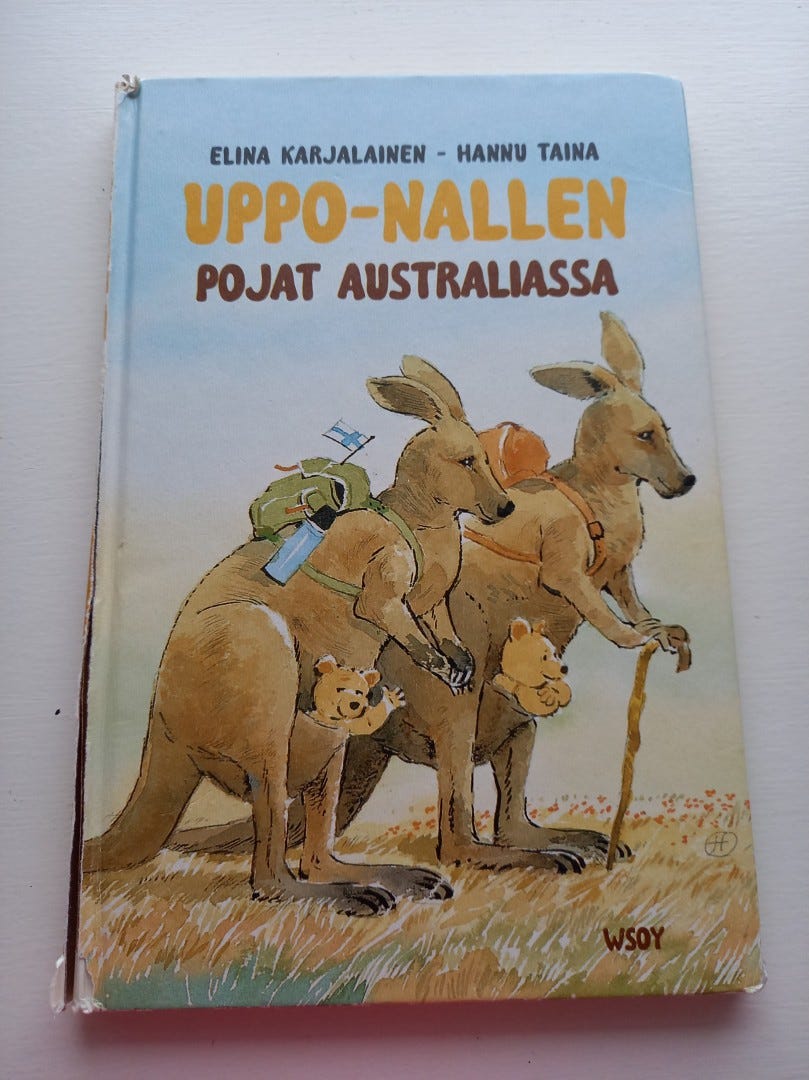 ELINA KARJALAINEN - HANNU TAINA
UPPO-NALLEN
POJAT AUSTRALIASSA
WSOY